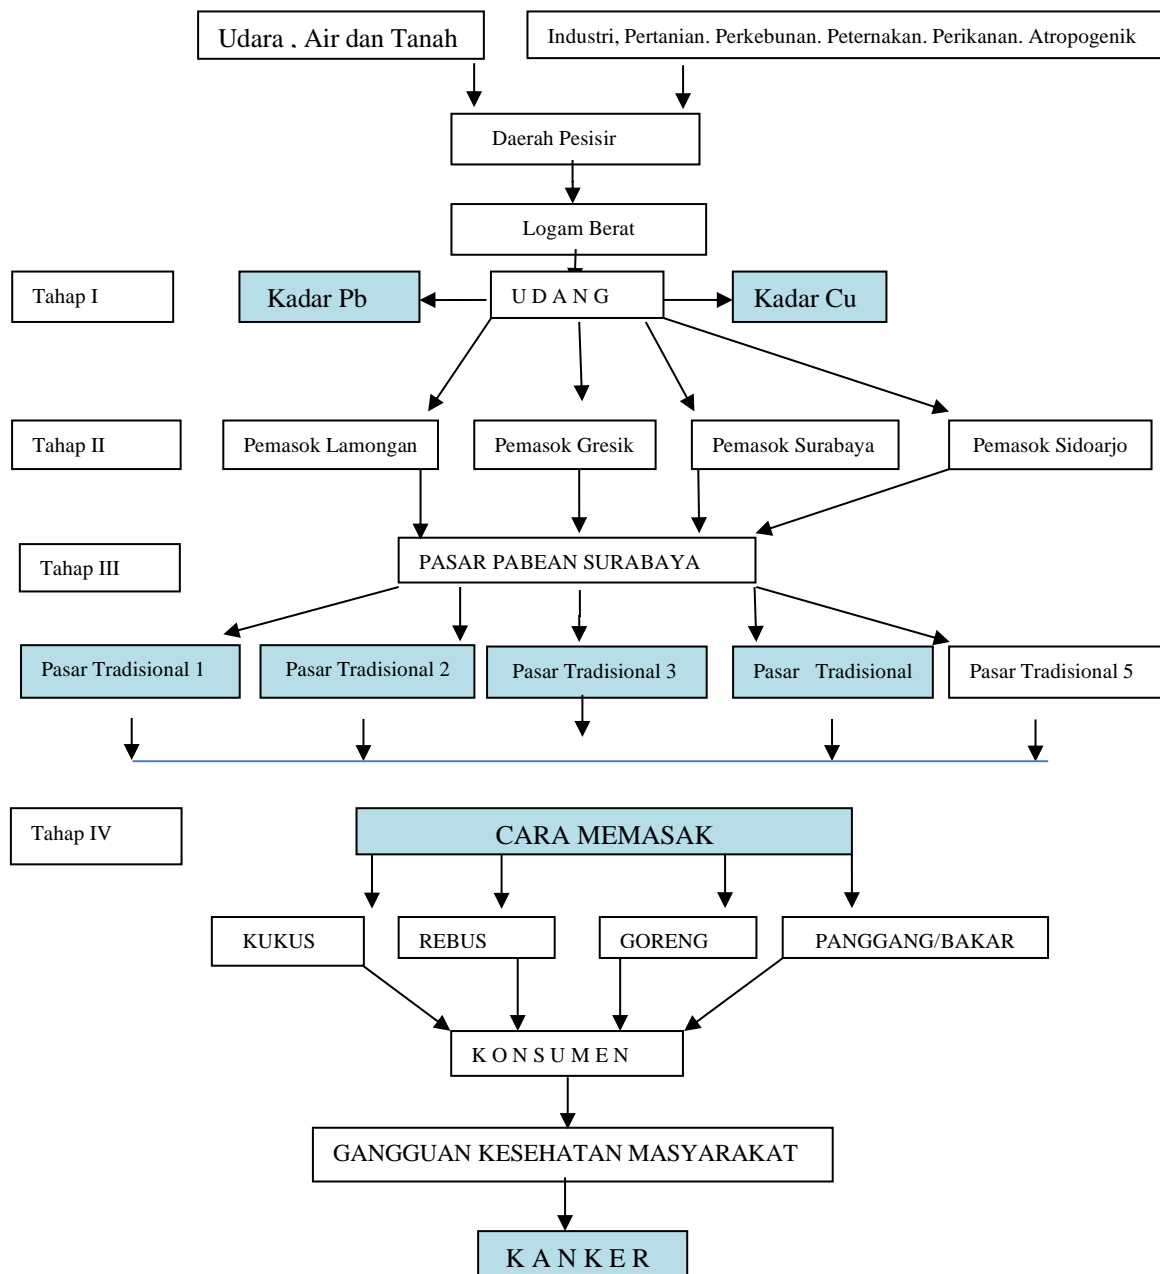 Udara , Air dan Tanah
Industri, Pertanian. Perkebunan. Peternakan. Perikanan. Atropogenik
Daerah Pesisir
Logam Berat
Tahap I
Kadar Pb
U D A N G
Kadar Cu
Tahap II
Pemasok Lamongan
Pemasok Gresik
Pemasok Surabaya
Pemasok Sidoarjo
Tahap III
PASAR PABEAN SURABAYA
Pasar Tradisional 1
Pasar Tradisional 2
Pasar Tradisional 3
Pasar Tradisional
Pasar Tradisional 5
Tahap IV
CARA MEMASAK
KUKUS
REBUS
GORENG
PANGGANG/BAKAR
K O N S U M E N
GANGGUAN KESEHATAN MASYARAKAT
K A N K E R